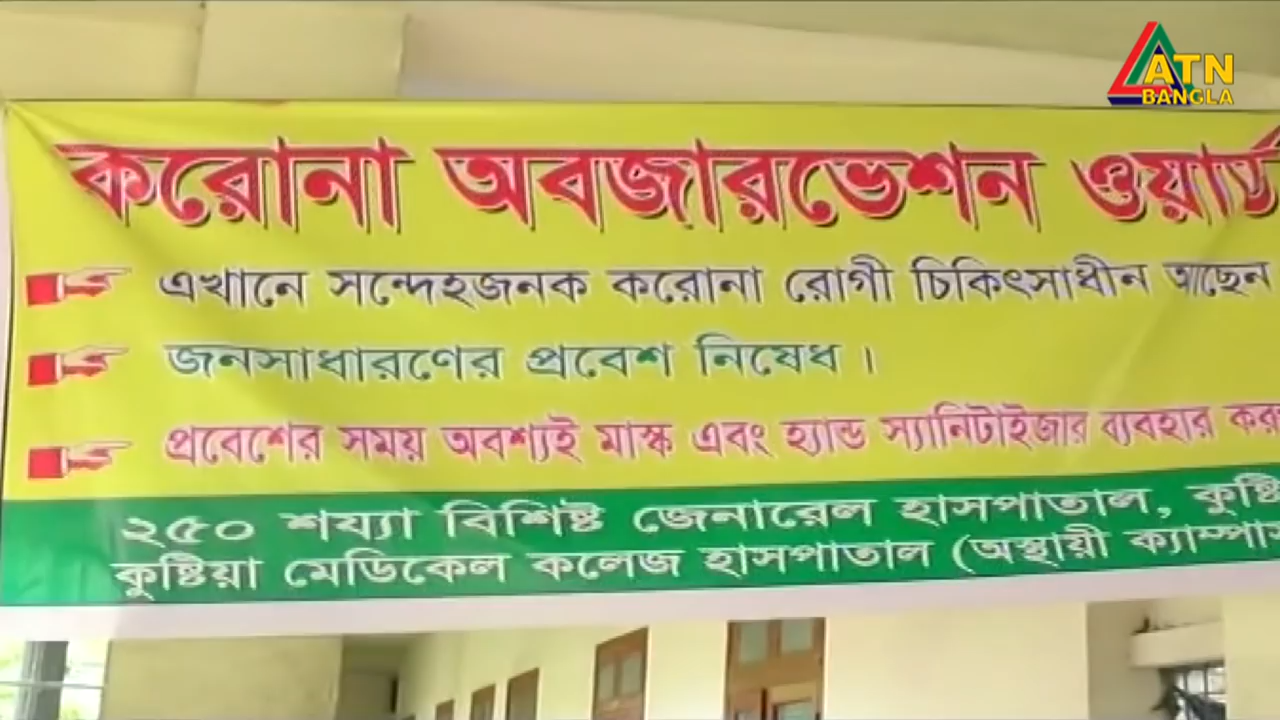 ATN
BANGLA
করোনা অবজারভেশন ওয়ার্ড
এখানে সন্দেহজনক করোনা রোগী চিকিৎসাধীন আছেন
জনসাধারণের প্রবেশ নিষেধ ।
প্রবেশের সময় অবশ্যই মাস্ক এবং হ্যান্ড স্যানিটাইজার ব্যবহার
২৫০ শয্যা বিশিষ্ট জেনারেল হাসপাতাল,
কুষ্টিয়া মেডিকেল কলেজ হাসপাতাল (অস্থায়ী